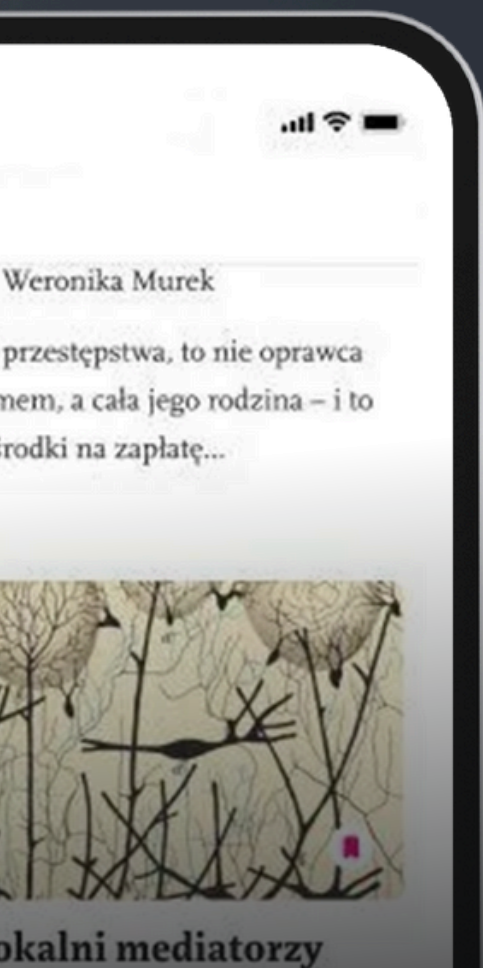 Weronika Murek
przestępstwa, to nie oprawca
mem, a cała jego rodzina – i to
środki na zapłatę...
okalni mediatorzy